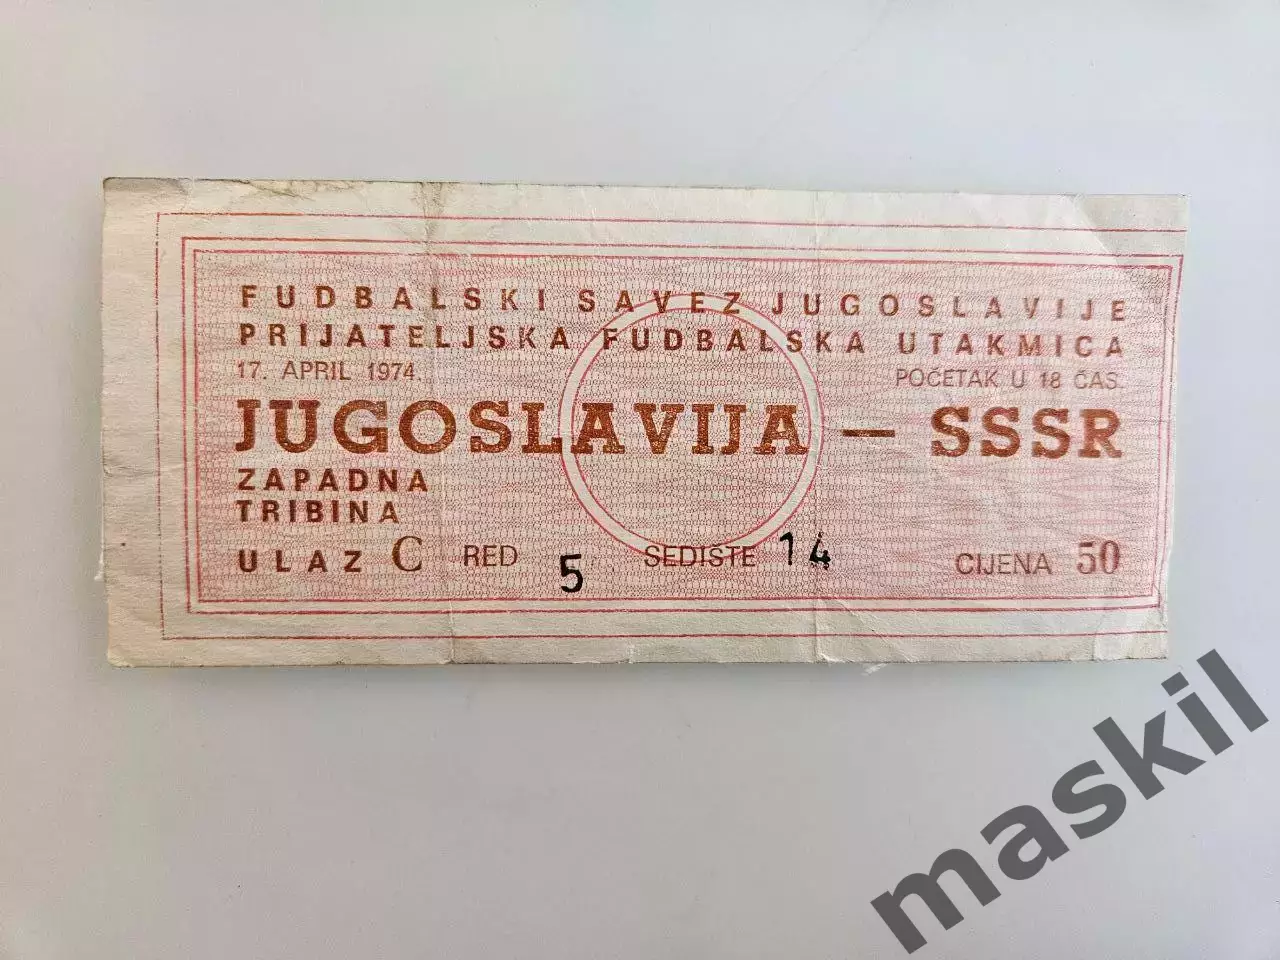 FUDBALSKI SAVEZ JUGOSLAVIJE
PRIJATELJSKA FUDBALSKA UTAKMICA
17. APRIL 1974. POČETAK U 18 ČAS.
JUGOSLAVIJA — SSSR
ZAPADNA
TRIBINA
ULAZ C RED 5 SEDIŠTE 14 CIJENA 50
maskil